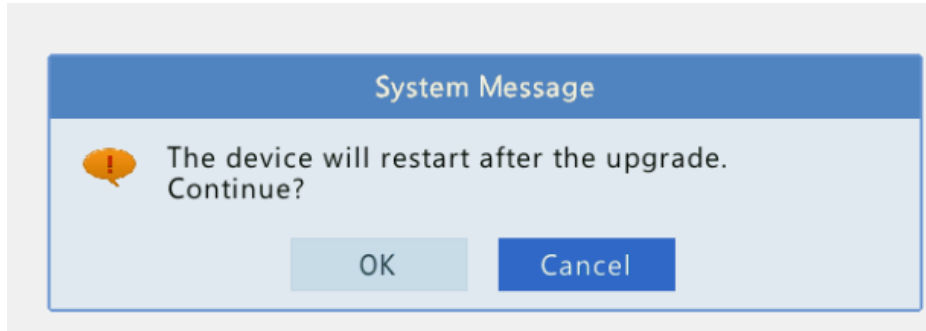 System Message
The device will restart after the upgrade.
Continue?
OK
Cancel